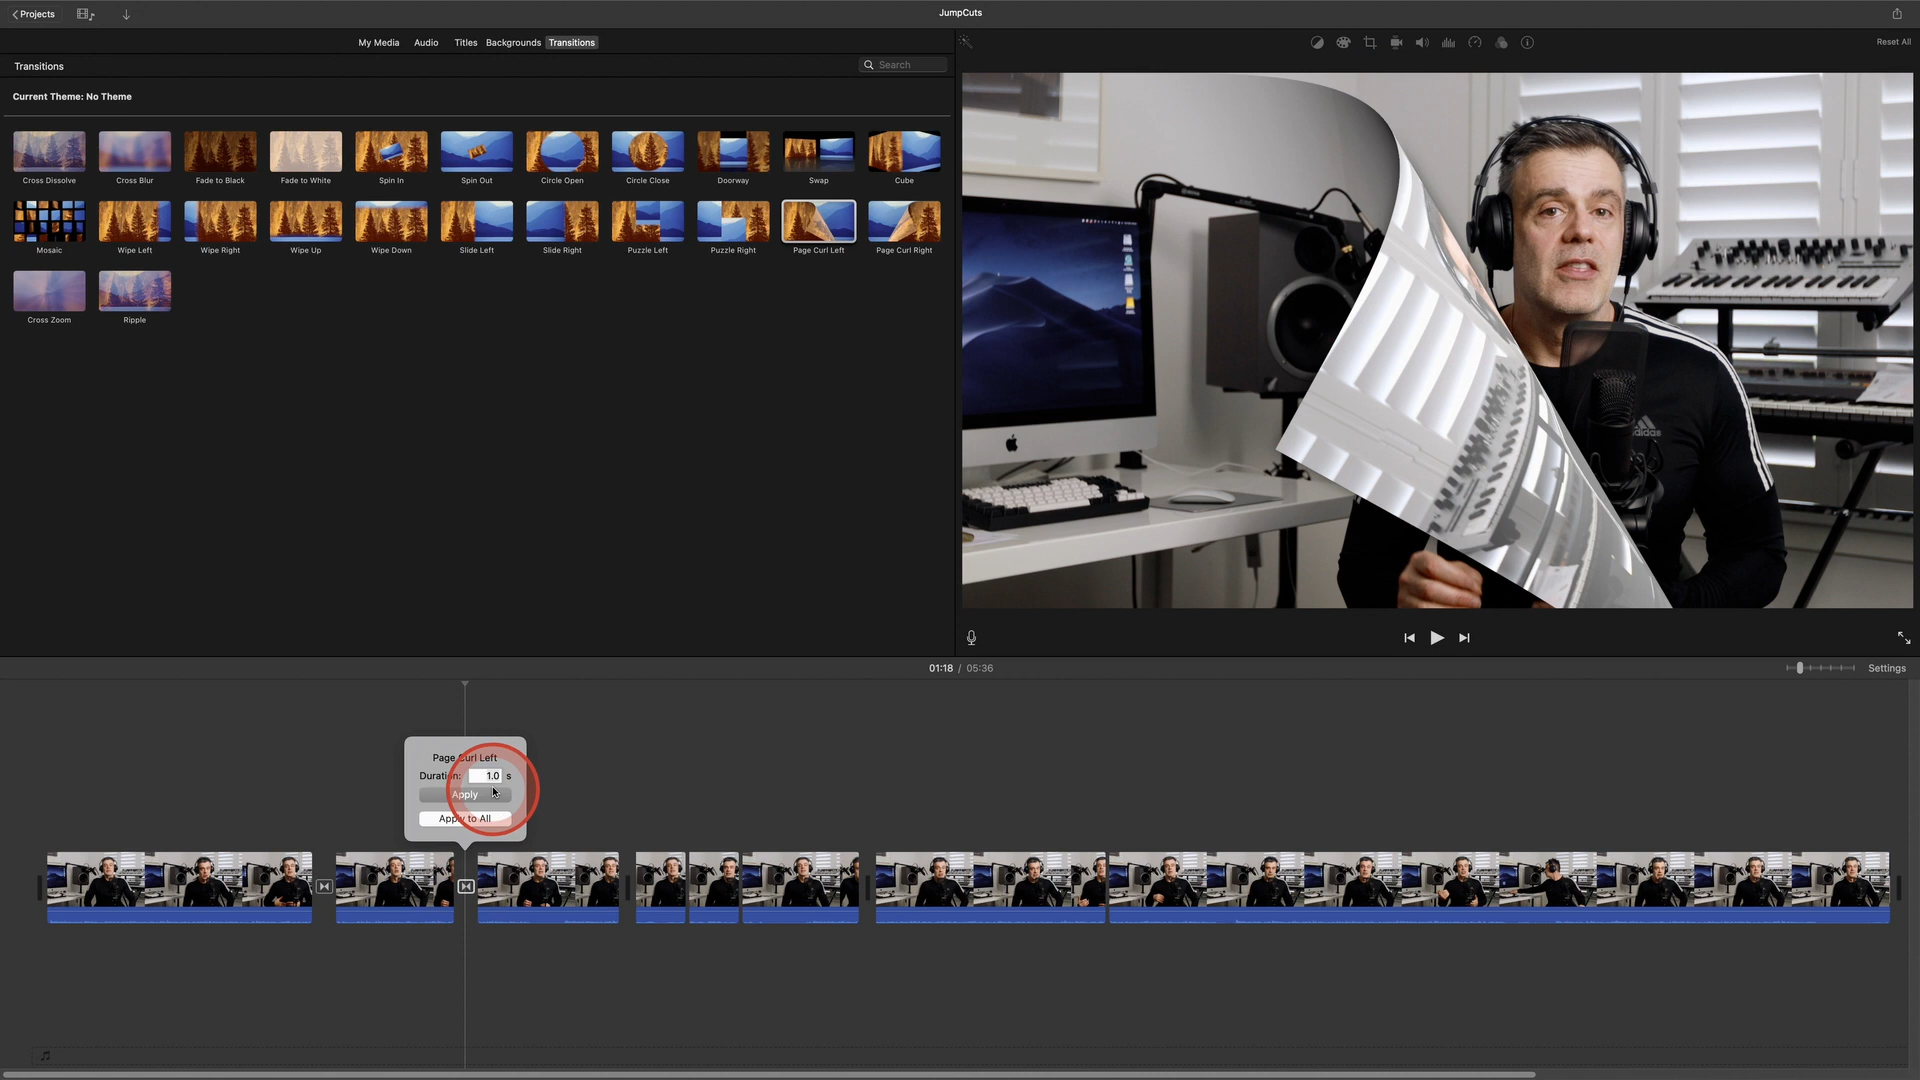 Projects
JumpCuts
My Media Audio Titles Backgrounds Transitions
Reset All
Transitions
Search
Current Theme: No Theme
Cross Dissolve Cross Blur Fade to Black Fade to White Spin In Spin Out Circle Open Circle Close Doorway Swap Cube
Mosaic Wipe Left Wipe Right Wipe Up Wipe Down Slide Left Slide Right Puzzle Left Puzzle Right Page Curl Left Page Curl Right
Cross Zoom Ripple
adidas
01:18 / 05:36
Settings
Page Curl Left
Duration: 1.0 s
Apply
Apply to All